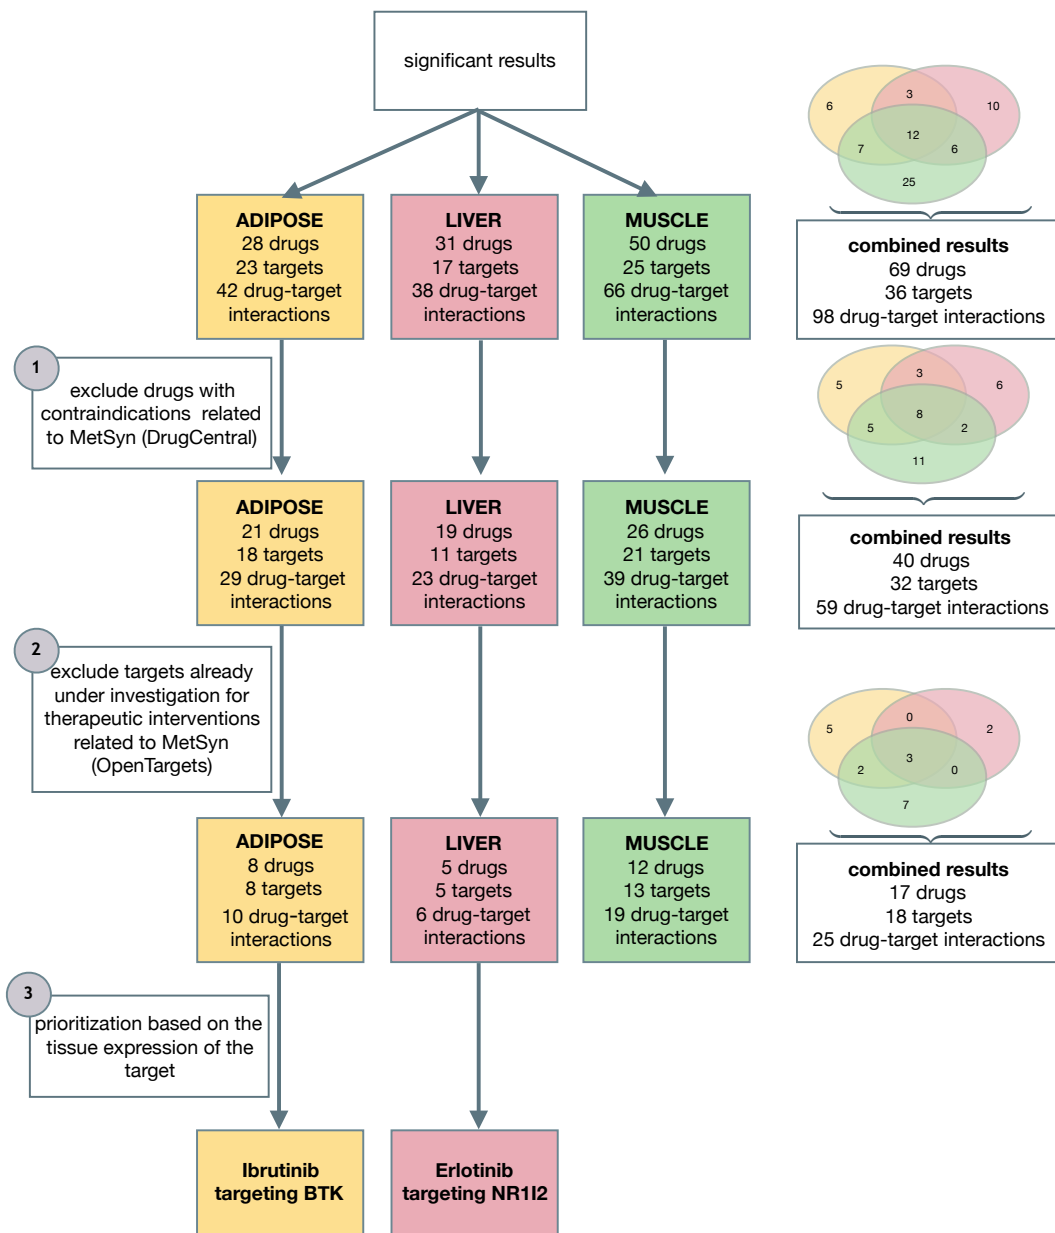 significant results
6
3
10
12
7
6
25
ADIPOSE
28 drugs
23 targets
42 drug-target
interactions
LIVER
31 drugs
17 targets
38 drug-target
interactions
MUSCLE
50 drugs
25 targets
66 drug-target
interactions
combined results
69 drugs
36 targets
98 drug-target interactions
1
exclude drugs with
contraindications related
to MetSyn (DrugCentral)
5
3
6
8
5
2
11
ADIPOSE
21 drugs
18 targets
29 drug-target
interactions
LIVER
19 drugs
11 targets
23 drug-target
interactions
MUSCLE
26 drugs
21 targets
39 drug-target
interactions
combined results
40 drugs
32 targets
59 drug-target interactions
2
exclude targets already
under investigation for
therapeutic interventions
related to MetSyn
(OpenTargets)
5
0
2
3
2
0
7
ADIPOSE
8 drugs
8 targets
10 drug-target
interactions
LIVER
5 drugs
5 targets
6 drug-target
interactions
MUSCLE
12 drugs
13 targets
19 drug-target
interactions
combined results
17 drugs
18 targets
25 drug-target interactions
3
prioritization based on the
tissue expression of the
target
Ibrutinib
targeting BTK
Erlotinib
targeting NR1I2